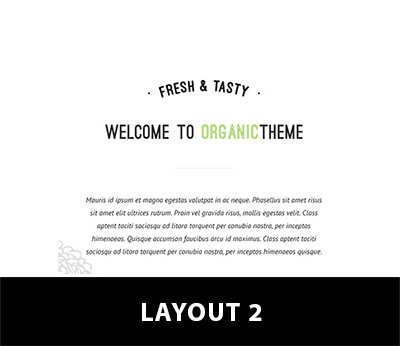 · FRESH & TASTY ·
WELCOME TO ORGANICTHEME
Mauris id ipsum et magna egestas volutpat in ac neque. Phasellus sit amet risus
sit amet elit ultrices rutrum. Proin vel gravida risus, mollis egestas velit. Class
aptent taciti sociosqu ad litora torquent per conubia nostra, per inceptos
himenaeos. Quisque accumsan faucibus arcu id maximus. Class aptent taciti
sociosqu ad litora torquent per conubia nostra, per inceptos himenaeos quisque.
LAYOUT 2